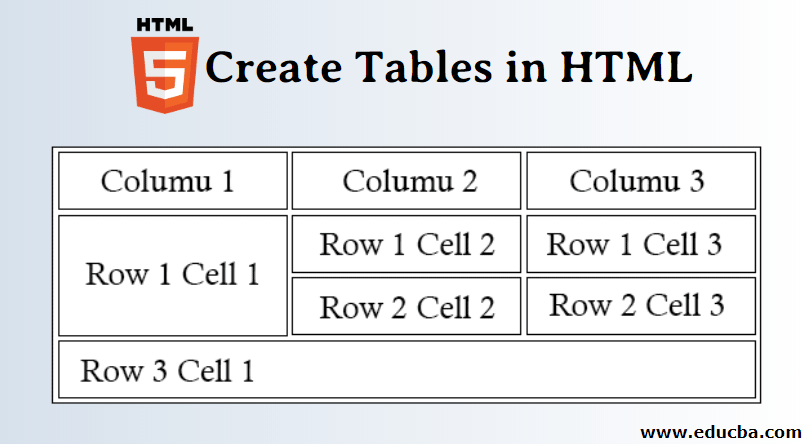 HTML
5 Create Tables in HTML
Columu 1 Columu 2 Columu 3
Row 1 Cell 1 Row 1 Cell 2 Row 1 Cell 3
Row 2 Cell 2 Row 2 Cell 3
Row 3 Cell 1
www.educba.com